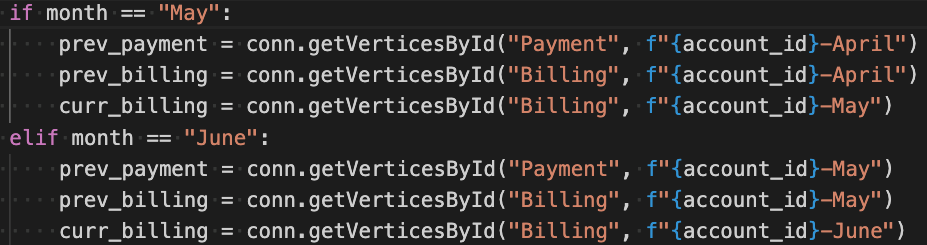 if month == "May":
    prev_payment = conn.getVerticesById("Payment", f"{account_id}-April")
    prev_billing = conn.getVerticesById("Billing", f"{account_id}-April")
    curr_billing = conn.getVerticesById("Billing", f"{account_id}-May")
elif month == "June":
    prev_payment = conn.getVerticesById("Payment", f"{account_id}-May")
    prev_billing = conn.getVerticesById("Billing", f"{account_id}-May")
    curr_billing = conn.getVerticesById("Billing", f"{account_id}-June")